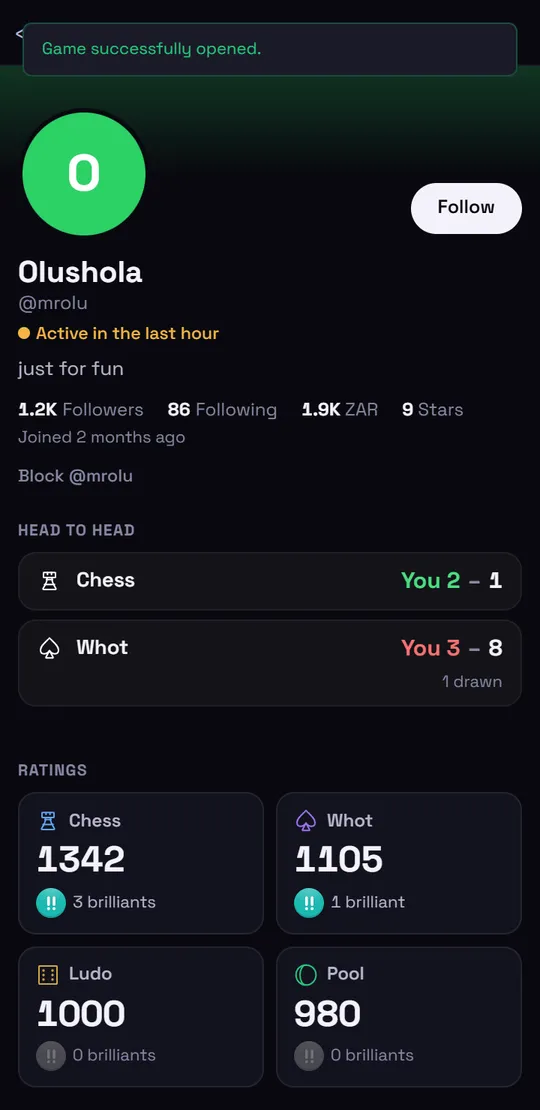 <
Game successfully opened.
O
Follow
Olushola
@mrolu
Active in the last hour
just for fun
1.2K Followers 86 Following 1.9K ZAR 9 Stars
Joined 2 months ago
Block @mrolu
HEAD TO HEAD
Chess You 2 – 1
Whot You 3 – 8
1 drawn
RATINGS
Chess
1342
!! 3 brilliants
Whot
1105
!! 1 brilliant
Ludo
1000
!! 0 brilliants
Pool
980
!! 0 brilliants